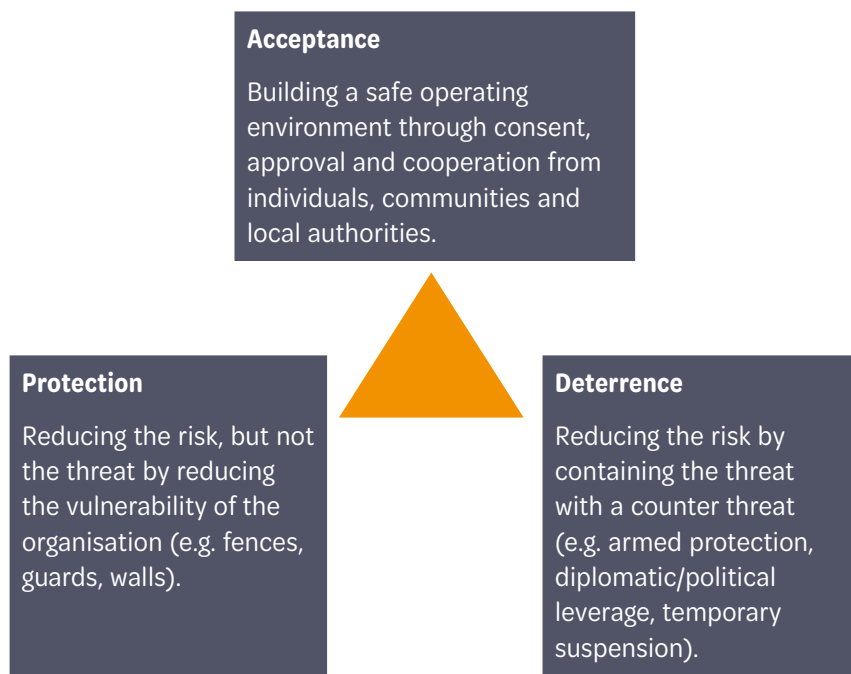 Acceptance
Building a safe operating
environment through consent,
approval and cooperation from
individuals, communities and
local authorities.
Protection
Reducing the risk, but not
the threat by reducing
the vulnerability of the
organisation (e.g. fences,
guards, walls).
Deterrence
Reducing the risk by
containing the threat
with a counter threat
(e.g. armed protection,
diplomatic/political
leverage, temporary
suspension).